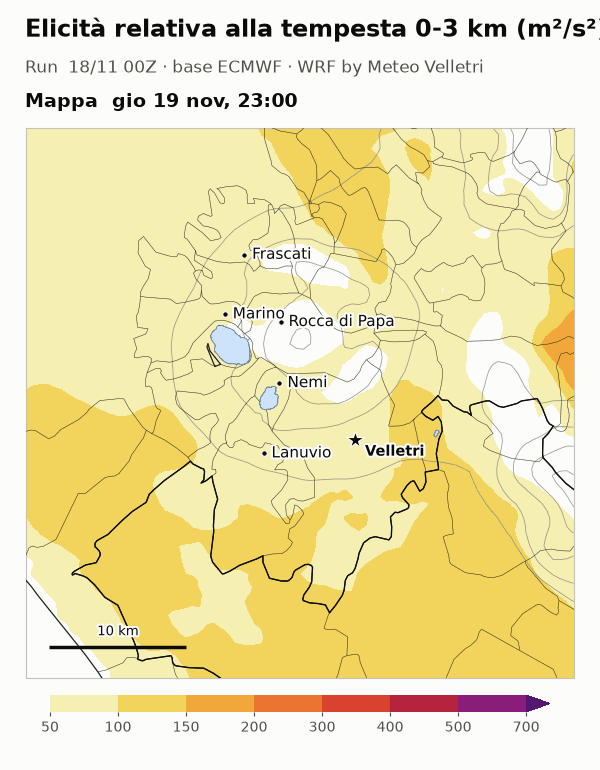 Elicità relativa alla tempesta 0-3 km (m²/s²)
Run  18/11 00Z · base ECMWF · WRF by Meteo Velletri
Mappa  gio 19 nov, 23:00
Frascati
Marino
Rocca di Papa
Nemi
Velletri
Lanuvio
10 km
50 100 150 200 300 400 500 700